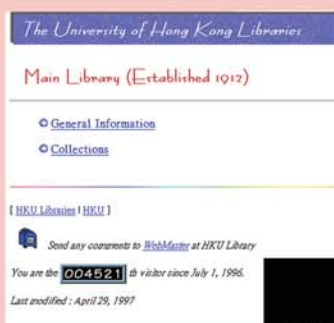 The University of Hong Kong Libraries
Main Library (Established 1912)
General Information
Collections
[ HKU Libraries | HKU ]
Send any comments to WebMaster at HKU Library
You are the 004521 th visitor since July 1, 1996.
Last modified : April 29, 1997